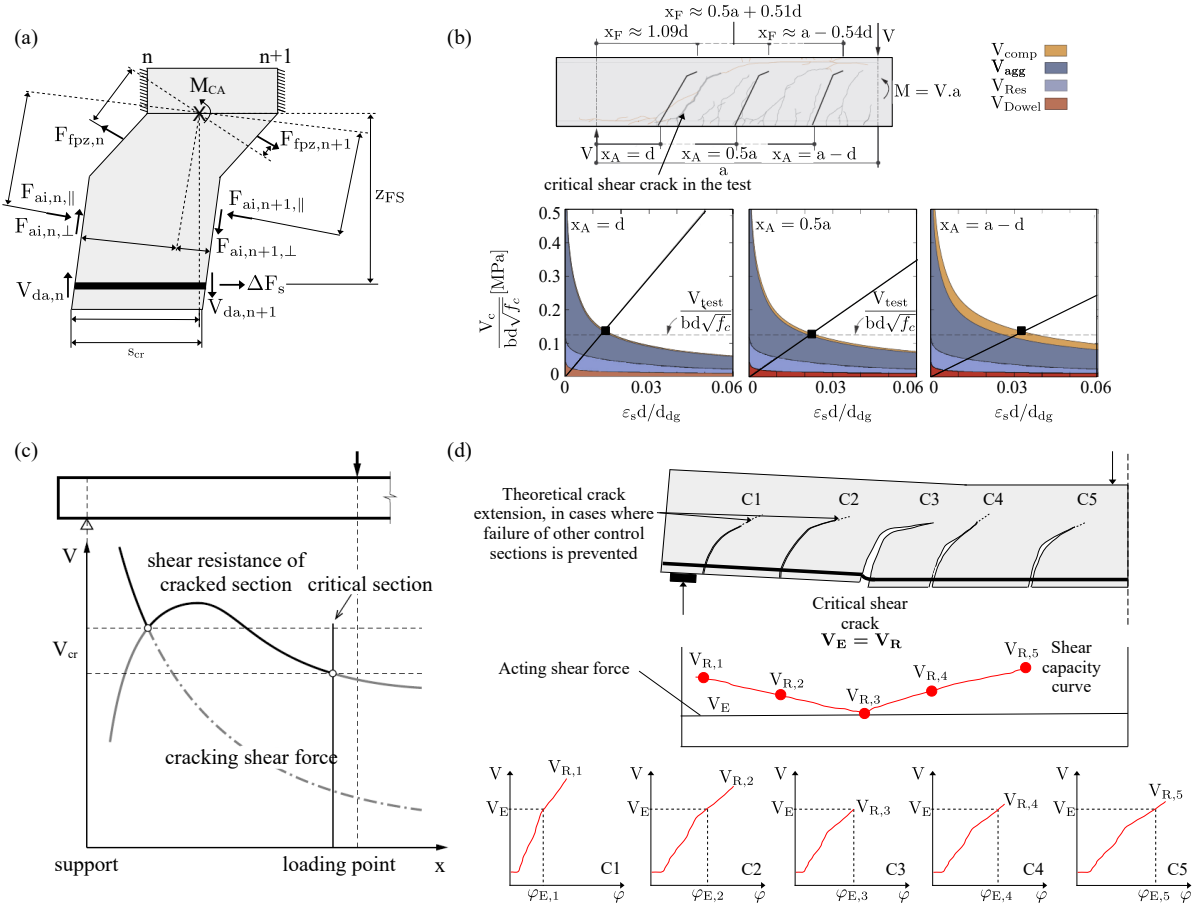 (a)
n
n+1
M_CA
F_fpz,n
F_fpz,n+1
F_ai,n,∥
F_ai,n,⊥
F_ai,n+1,∥
F_ai,n+1,⊥
z_FS
V_da,n
ΔF_s
V_da,n+1
s_cr
(b)
x_F ≈ 0.5a + 0.51d
x_F ≈ 1.09d
x_F ≈ a − 0.54d
V
M = V.a
V_comp
V_agg
V_Res
V_Dowel
V
x_A = d
x_A = 0.5a
x_A = a − d
a
critical shear crack in the test
V_c/bd√f_c [MPa]
0.5
0.4
0.3
0.2
0.1
0
x_A = d
V_test/bd√f_c
0
0.03
0.06
ε_s d/d_dg
x_A = 0.5a
V_test/bd√f_c
0
0.03
0.06
ε_s d/d_dg
x_A = a − d
0
0.03
0.06
ε_s d/d_dg
(c)
V
shear resistance of
cracked section
critical section
V_cr
cracking shear force
support
loading point
x
(d)
Theoretical crack
extension, in cases where
failure of other control
sections is prevented
C1
C2
C3
C4
C5
Critical shear
crack
V_E = V_R
Acting shear force
V_R,1
V_R,2
V_R,3
V_R,4
V_R,5
Shear
capacity
curve
V_E
V
V_E
V_R,1
C1
φ_E,1
φ
V
V_E
V_R,2
C2
φ_E,2
φ
V
V_E
V_R,3
C3
φ_E,3
φ
V
V_E
V_R,4
C4
φ_E,4
φ
V
V_E
V_R,5
C5
φ_E,5
φ